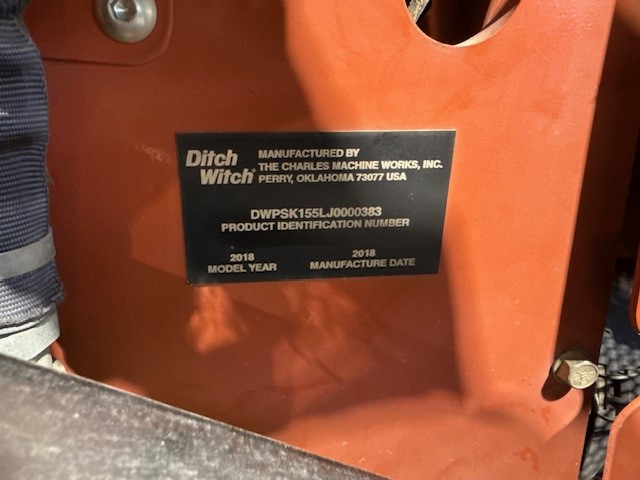 Ditch Witch®
MANUFACTURED BY
THE CHARLES MACHINE WORKS, INC.
PERRY, OKLAHOMA 73077 USA
DWPSK155LJ0000383
PRODUCT IDENTIFICATION NUMBER
2018
MODEL YEAR
2018
MANUFACTURE DATE